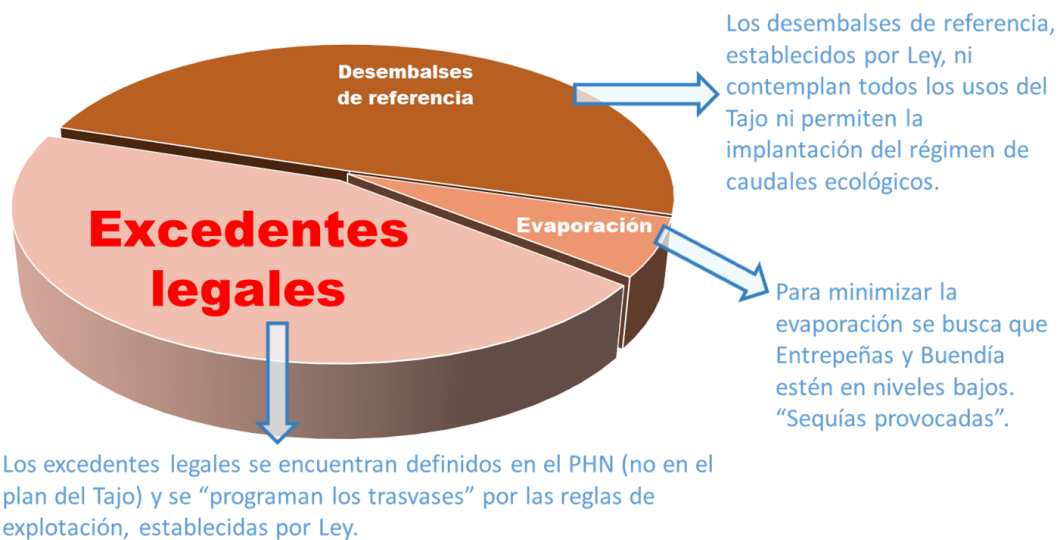 Desembalses
de referencia
Los desembalses de referencia,
establecidos por Ley, ni
contemplan todos los usos del
Tajo ni permiten la
implantación del régimen de
caudales ecológicos.
Evaporación
Excedentes
legales
Para minimizar la
evaporación se busca que
Entrepeñas y Buendía
estén en niveles bajos.
“Sequías provocadas”.
Los excedentes legales se encuentran definidos en el PHN (no en el
plan del Tajo) y se “programan los trasvases” por las reglas de
explotación, establecidas por Ley.